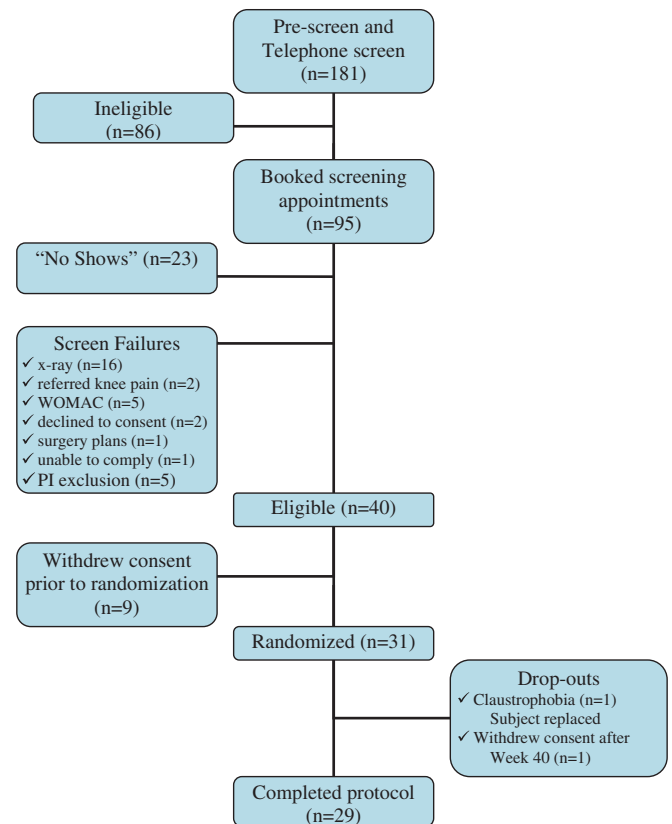 Pre-screen and
Telephone screen
(n=181)
Ineligible
(n=86)
Booked screening
appointments
(n=95)
“No Shows” (n=23)
Screen Failures
✓ x-ray (n=16)
✓ referred knee pain (n=2)
✓ WOMAC (n=5)
✓ declined to consent (n=2)
✓ surgery plans (n=1)
✓ unable to comply (n=1)
✓ PI exclusion (n=5)
Eligible (n=40)
Withdrew consent
prior to randomization
(n=9)
Randomized (n=31)
Drop-outs
✓ Claustrophobia (n=1)
Subject replaced
✓ Withdrew consent after
Week 40 (n=1)
Completed protocol
(n=29)